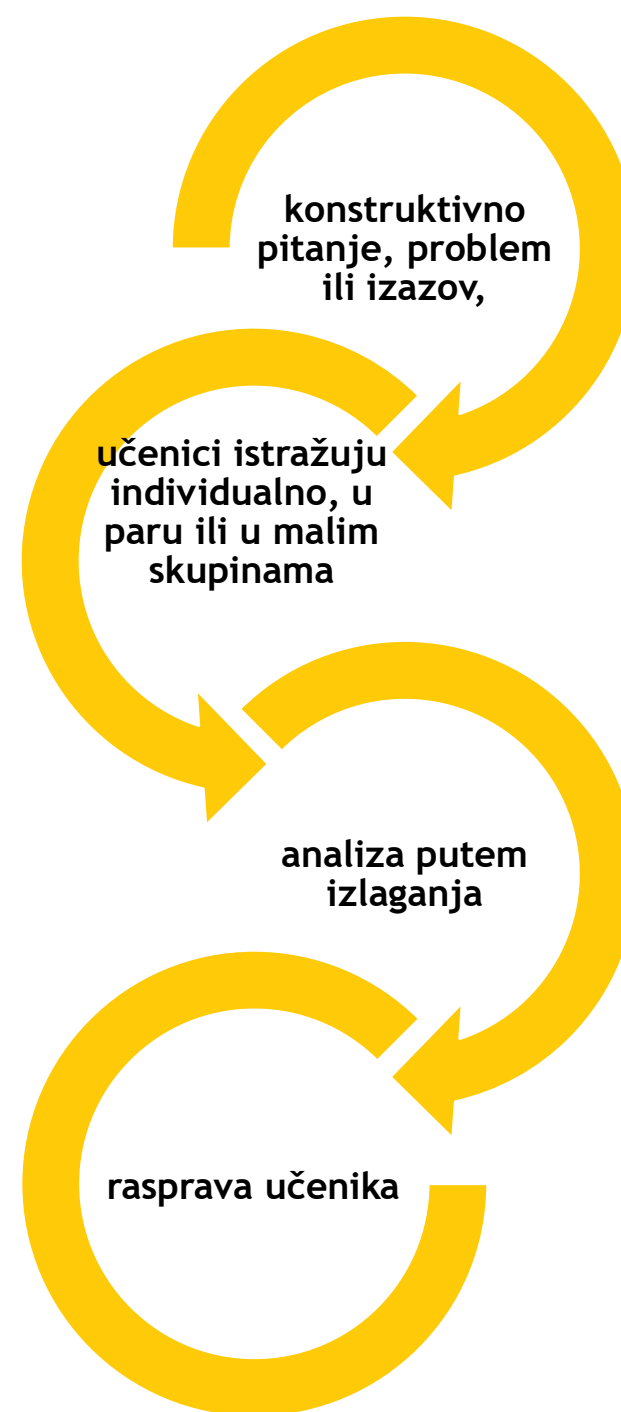 konstruktivno
pitanje, problem
ili izazov,
učenici istražuju
individualno, u
paru ili u malim
skupinama
analiza putem
izlaganja
rasprava učenika